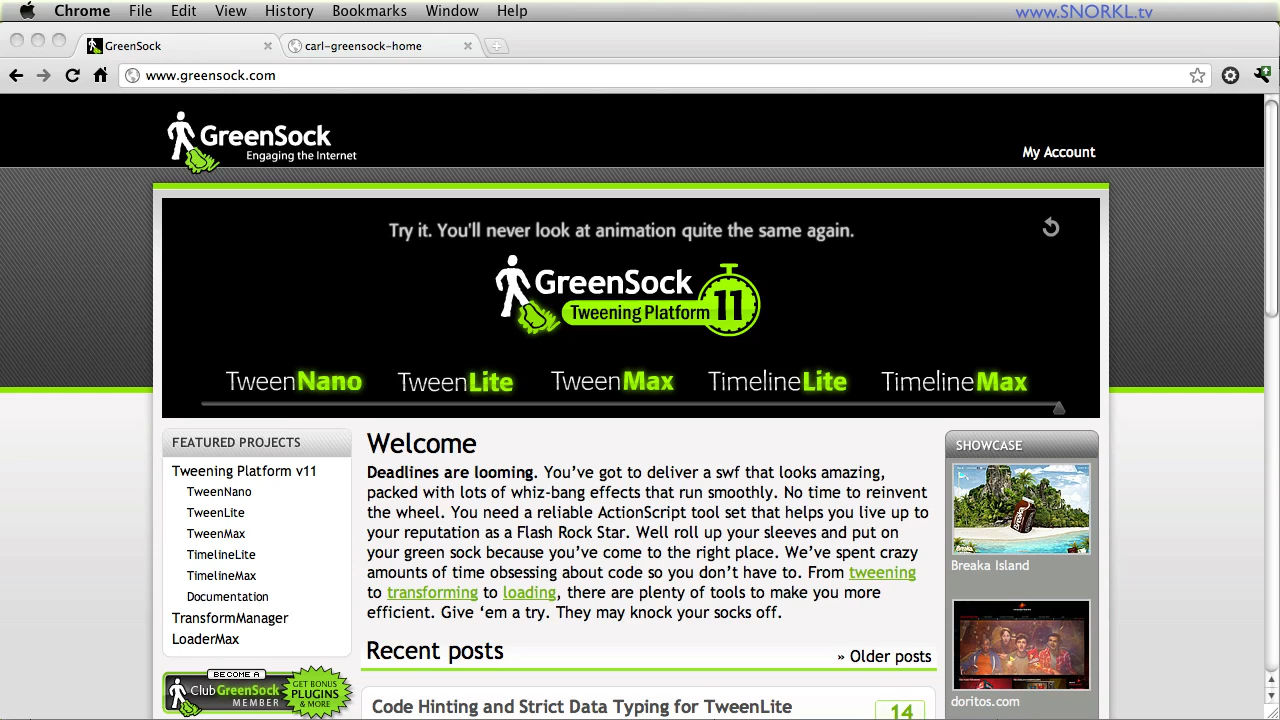 Chrome File Edit View History Bookmarks Window Help
www.SNORKL.tv
GreenSock
carl-greensock-home
www.greensock.com
GreenSock
Engaging the Internet
My Account
Try it. You'll never look at animation quite the same again.
GreenSock
Tweening Platform 11
TweenNano TweenLite TweenMax TimelineLite TimelineMax
FEATURED PROJECTS
Tweening Platform v11
TweenNano
TweenLite
TweenMax
TimelineLite
TimelineMax
Documentation
TransformManager
LoaderMax
BECOME A
Club GreenSock
MEMBER
GET BONUS
PLUGINS
& MORE
Welcome
Deadlines are looming. You’ve got to deliver a swf that looks amazing,
packed with lots of whiz-bang effects that run smoothly. No time to reinvent
the wheel. You need a reliable ActionScript tool set that helps you live up to
your reputation as a Flash Rock Star. Well roll up your sleeves and put on
your green sock because you’ve come to the right place. We’ve spent crazy
amounts of time obsessing about code so you don’t have to. From tweening
to transforming to loading, there are plenty of tools to make you more
efficient. Give ‘em a try. They may knock your socks off.
Recent posts
» Older posts
Code Hinting and Strict Data Typing for TweenLite
14
SHOWCASE
Breaka Island
doritos.com